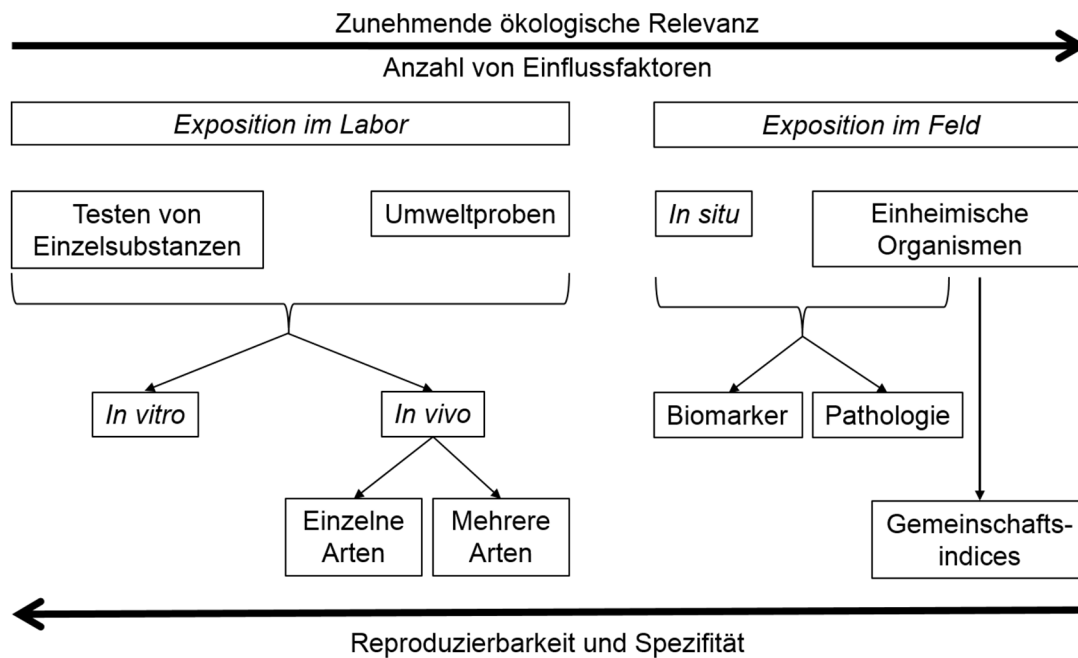 Zunehmende ökologische Relevanz
Anzahl von Einflussfaktoren
Exposition im Labor
Exposition im Feld
Testen von
Einzelsubstanzen
Umweltproben
In situ
Einheimische
Organismen
In vitro
In vivo
Biomarker
Pathologie
Einzelne
Arten
Mehrere
Arten
Gemeinschafts-
indices
Reproduzierbarkeit und Spezifität